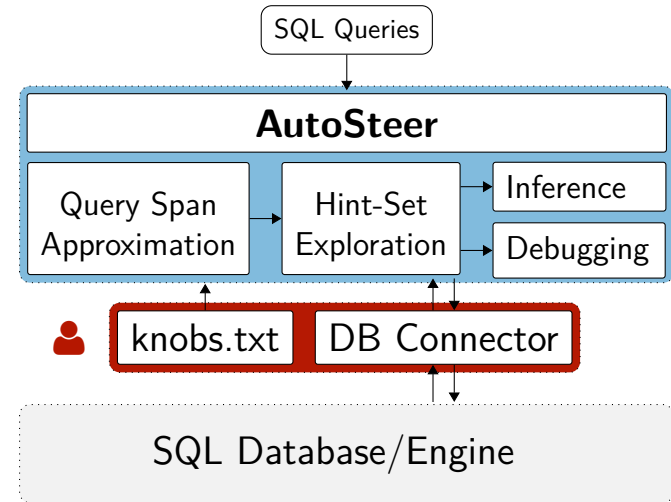 SQL Queries
AutoSteer
Query Span
Approximation
Hint-Set
Exploration
Inference
Debugging
knobs.txt
DB Connector
SQL Database/Engine